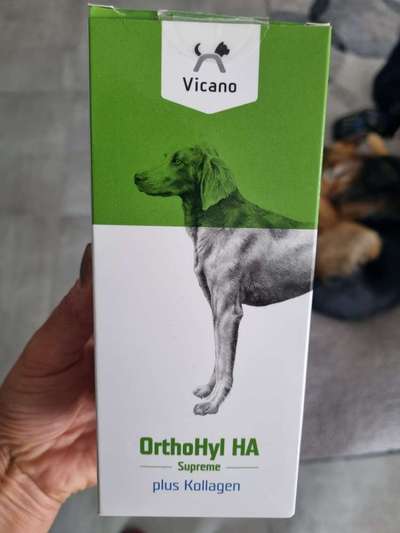 Vicano
OrthoHyl HA
Supreme
plus Kollagen